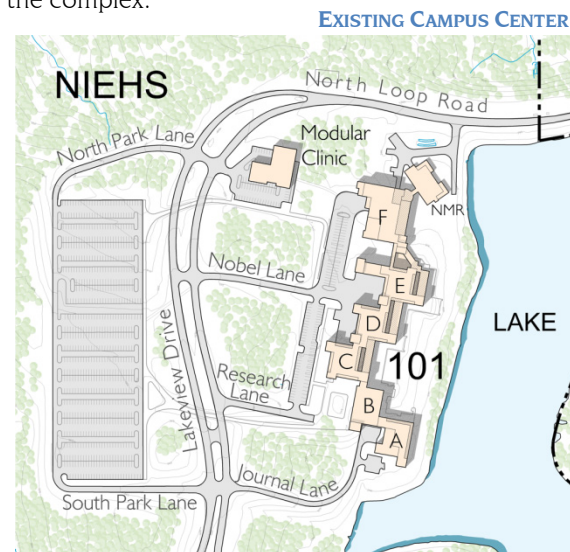 the complex.
EXISTING CAMPUS CENTER
NIEHS
North Loop Road
Modular
Clinic
North Park Lane
NMR
F
Nobel Lane
E
D
LAKE
C
101
Lakeview Drive
Research
Lane
B
A
Journal Lane
South Park Lane